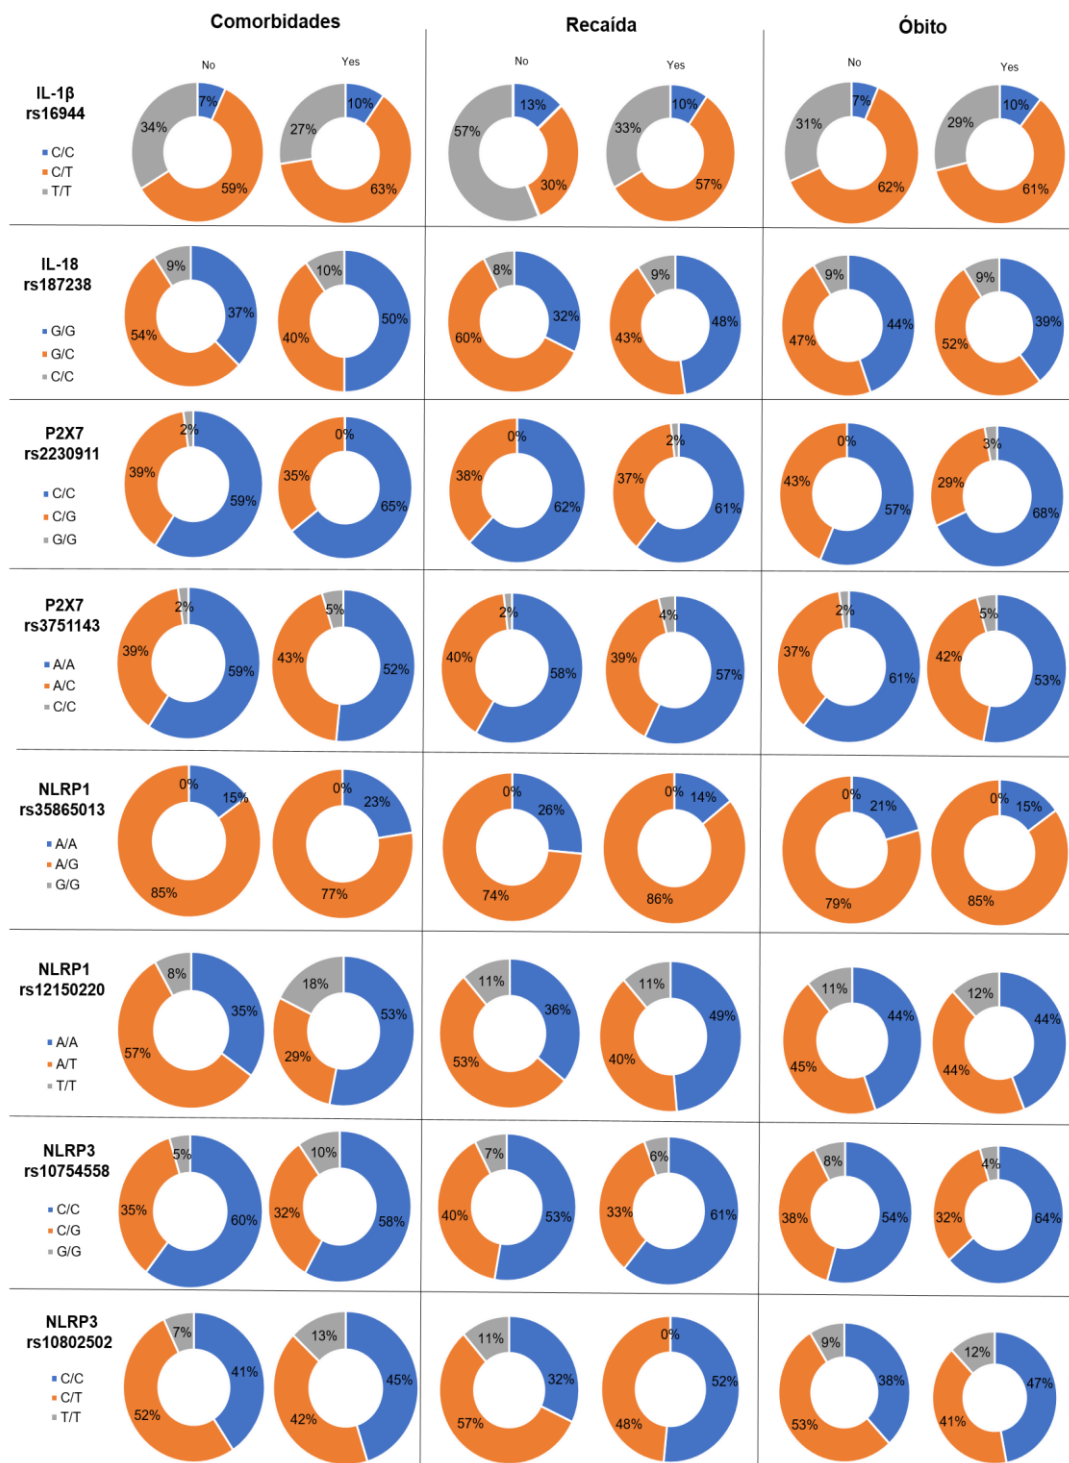 Comorbidades
Recaída
Óbito
No
Yes
No
Yes
No
Yes
IL-1β
rs16944
C/C
C/T
T/T
7%
59%
34%
10%
63%
27%
13%
30%
57%
10%
57%
33%
7%
62%
31%
10%
61%
29%
IL-18
rs187238
G/G
G/C
C/C
37%
54%
9%
50%
40%
10%
32%
60%
8%
48%
43%
9%
44%
47%
9%
39%
52%
9%
P2X7
rs2230911
C/C
C/G
G/G
59%
39%
2%
65%
35%
0%
62%
38%
0%
61%
37%
2%
57%
43%
0%
68%
29%
3%
P2X7
rs3751143
A/A
A/C
C/C
59%
39%
2%
52%
43%
5%
58%
40%
2%
57%
39%
4%
61%
37%
2%
53%
42%
5%
NLRP1
rs35865013
A/A
A/G
G/G
15%
85%
0%
23%
77%
0%
26%
74%
0%
14%
86%
0%
21%
79%
0%
15%
85%
0%
NLRP1
rs12150220
A/A
A/T
T/T
35%
57%
8%
53%
29%
18%
36%
53%
11%
49%
40%
11%
44%
45%
11%
44%
44%
12%
NLRP3
rs10754558
C/C
C/G
G/G
60%
35%
5%
58%
32%
10%
53%
40%
7%
61%
33%
6%
54%
38%
8%
64%
32%
4%
NLRP3
rs10802502
C/C
C/T
T/T
41%
52%
7%
45%
42%
13%
32%
57%
11%
52%
48%
0%
38%
53%
9%
47%
41%
12%